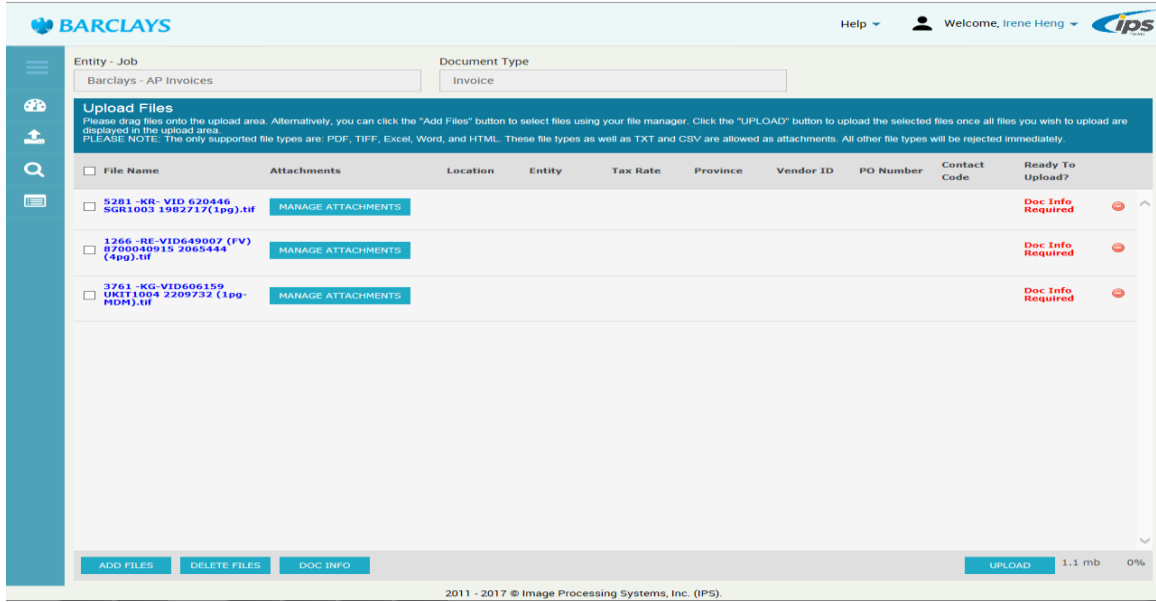 BARCLAYS
Help
Welcome, Irene Heng
ips
Entity - Job
Document Type
Barclays - AP Invoices
Invoice
Upload Files
Please drag files onto the upload area. Alternatively, you can click the "Add Files" button to select files using your file manager. Click the "UPLOAD" button to upload the selected files once all files you wish to upload are
displayed in the upload area.
PLEASE NOTE: The only supported file types are: PDF, TIFF, Excel, Word, and HTML. These file types as well as TXT and CSV are allowed as attachments. All other file types will be rejected immediately.
File Name Attachments Location Entity Tax Rate Province Vendor ID PO Number Contact Code Ready To Upload?
5281 -KR- VID 620446
SGR1003 1982717(1pg).tif
MANAGE ATTACHMENTS
Doc Info
Required
1266 -RE-VID649007 (FV)
8700040915 2065444
(4pg).tif
MANAGE ATTACHMENTS
Doc Info
Required
3761 -KG-VID606159
UKIT1004 2209732 (1pg-
MDM).tif
MANAGE ATTACHMENTS
Doc Info
Required
ADD FILES DELETE FILES DOC INFO UPLOAD 1.1 mb 0%
2011 - 2017 © Image Processing Systems, Inc. (IPS).